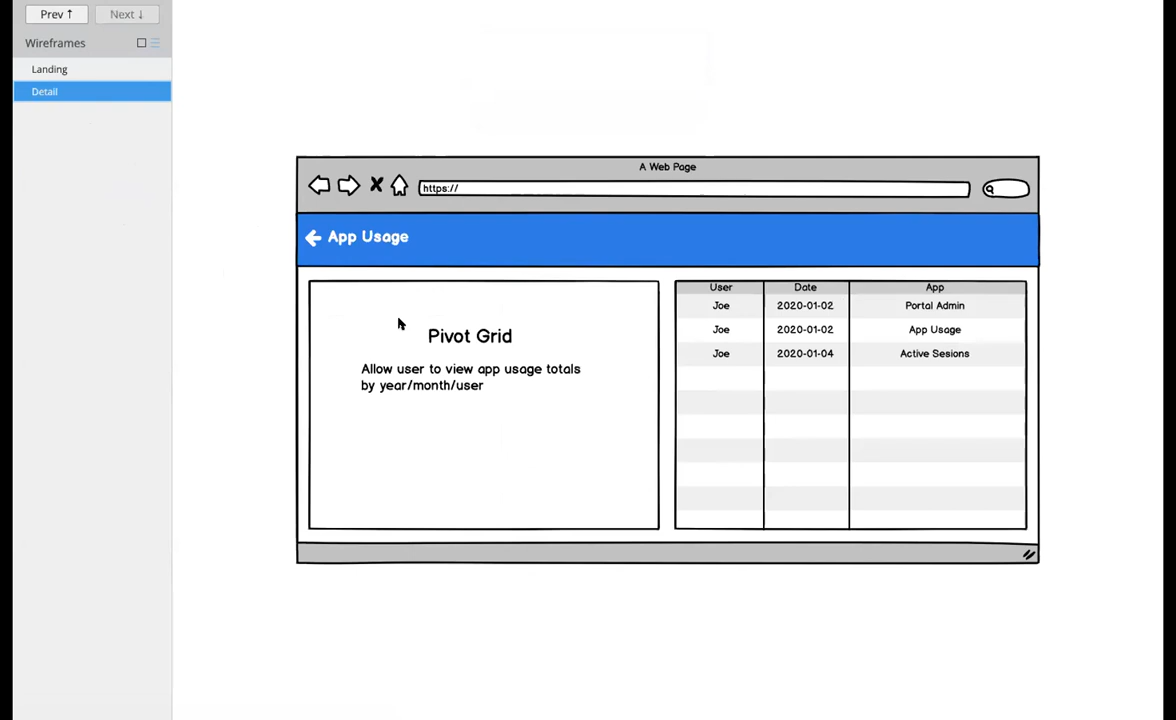 Prev ↑ Next ↓
Wireframes
Landing
Detail
A Web Page
https://
App Usage
Pivot Grid
Allow user to view app usage totals
by year/month/user
User Date App
Joe 2020-01-02 Portal Admin
Joe 2020-01-02 App Usage
Joe 2020-01-04 Active Sesions